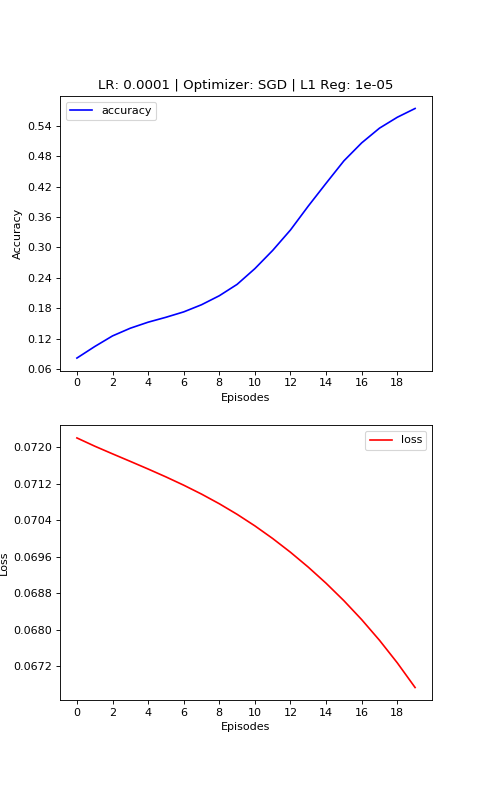 LR: 0.0001 | Optimizer: SGD | L1 Reg: 1e-05
accuracy
0.54
0.48
0.42
0.36
0.30
0.24
0.18
0.12
0.06
Accuracy
0 2 4 6 8 10 12 14 16 18
Episodes
loss
0.0720
0.0712
0.0704
0.0696
0.0688
0.0680
0.0672
Loss
0 2 4 6 8 10 12 14 16 18
Episodes